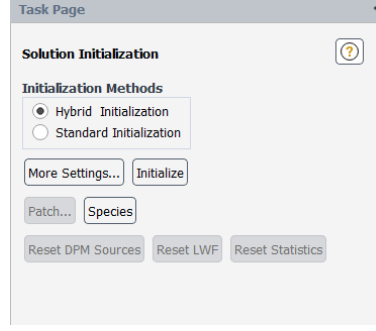 Task Page
Solution Initialization
?
Initialization Methods
Hybrid Initialization
Standard Initialization
More Settings... Initialize
Patch... Species
Reset DPM Sources Reset LWF Reset Statistics